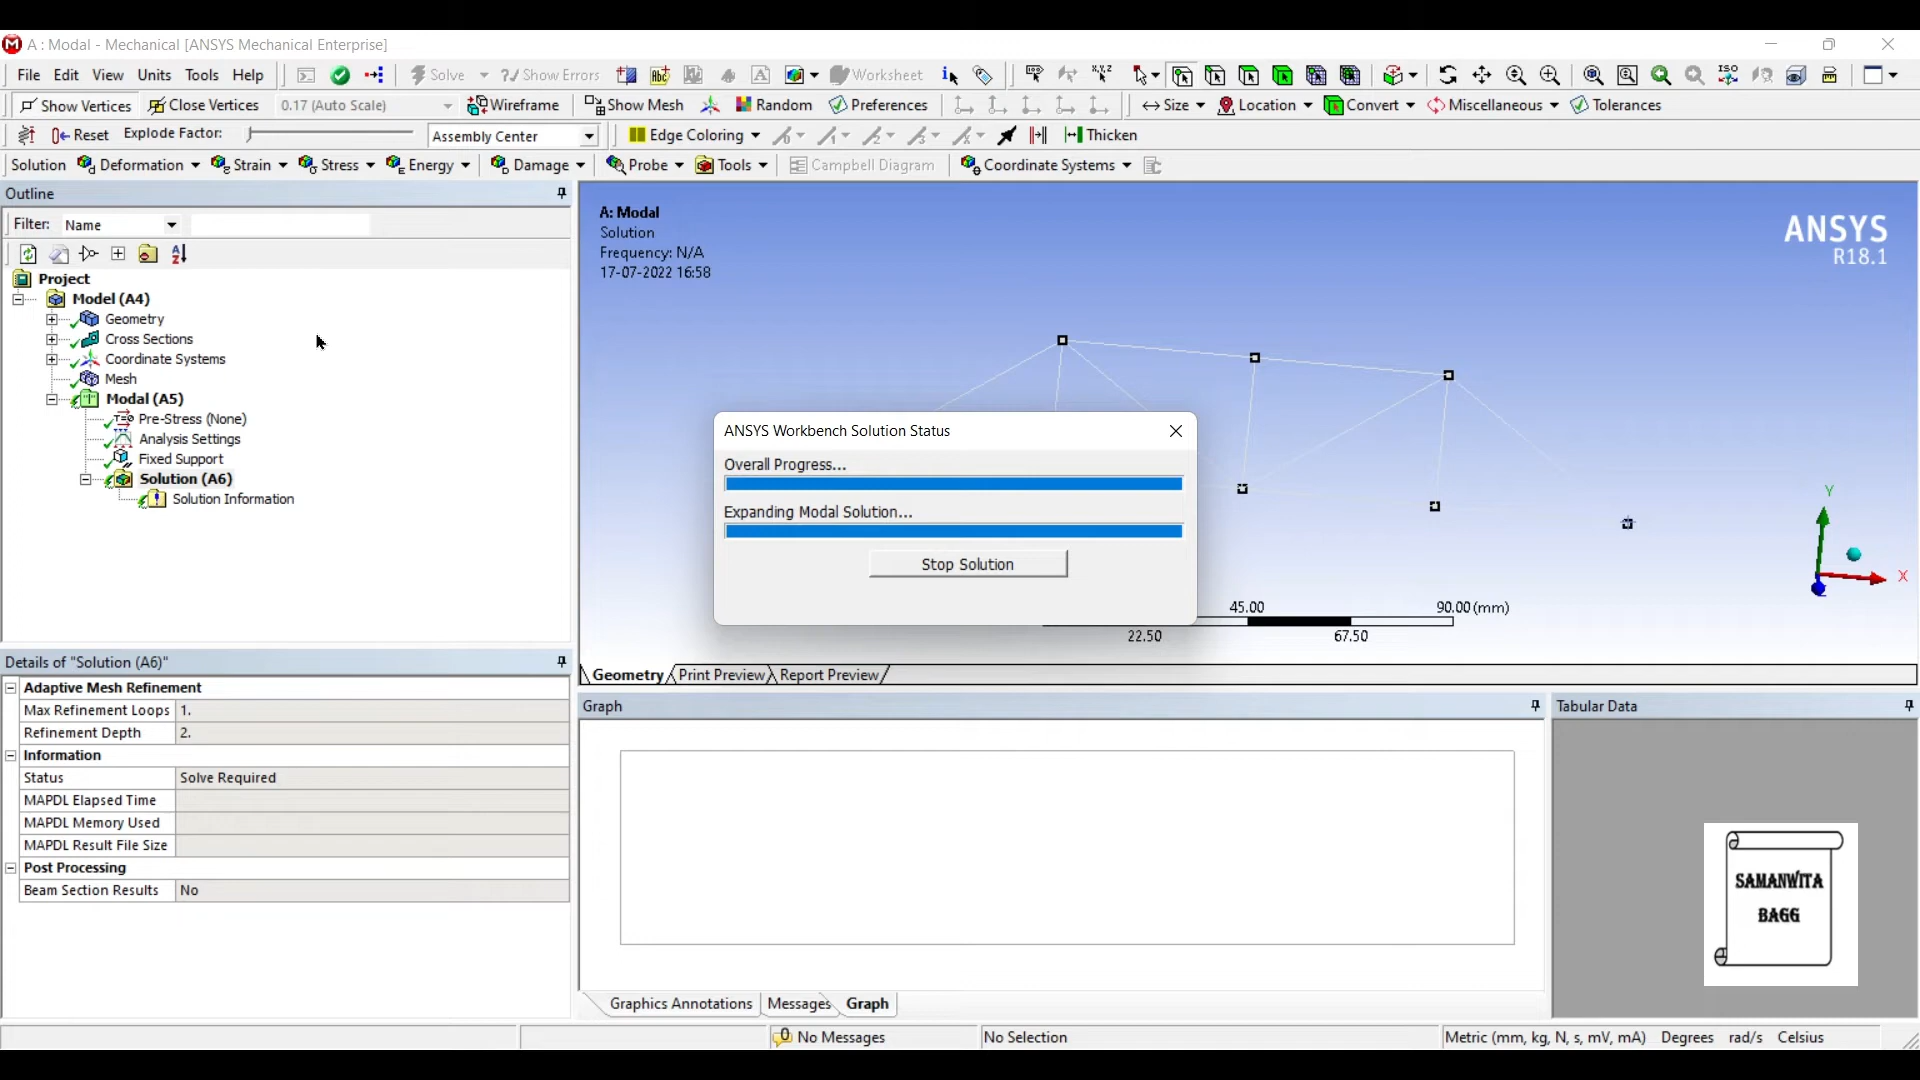 A : Modal - Mechanical [ANSYS Mechanical Enterprise]
File Edit View Units Tools Help Solve ?/ Show Errors Worksheet
Show Vertices Close Vertices 0.17 (Auto Scale) Wireframe Show Mesh Random Preferences Size Location Convert Miscellaneous Tolerances
Reset Explode Factor: Assembly Center Edge Coloring Thicken
Solution Deformation Strain Stress Energy Damage Probe Tools Campbell Diagram Coordinate Systems
Outline
Filter: Name
Project
Model (A4)
Geometry
Cross Sections
Coordinate Systems
Mesh
Modal (A5)
Pre-Stress (None)
Analysis Settings
Fixed Support
Solution (A6)
Solution Information
A: Modal
Solution
Frequency: N/A
17-07-2022 16:58
ANSYS
R18.1
ANSYS Workbench Solution Status
Overall Progress...
Expanding Modal Solution...
Stop Solution
Y
X
45.00 90.00 (mm)
22.50 67.50
Geometry Print Preview Report Preview
Details of "Solution (A6)"
Adaptive Mesh Refinement
Max Refinement Loops 1.
Refinement Depth 2.
Information
Status Solve Required
MAPDL Elapsed Time
MAPDL Memory Used
MAPDL Result File Size
Post Processing
Beam Section Results No
Graph
Tabular Data
SAMANWITA
BAGG
Graphics Annotations Messages Graph
0 No Messages No Selection Metric (mm, kg, N, s, mV, mA) Degrees rad/s Celsius